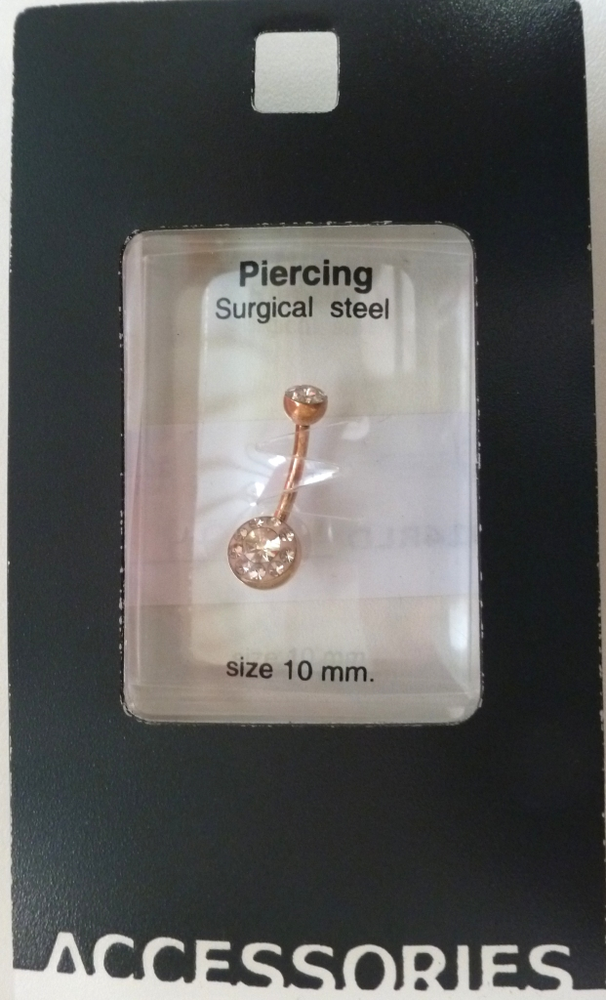 Piercing
Surgical steel
size 10 mm.
ACCESSORIES